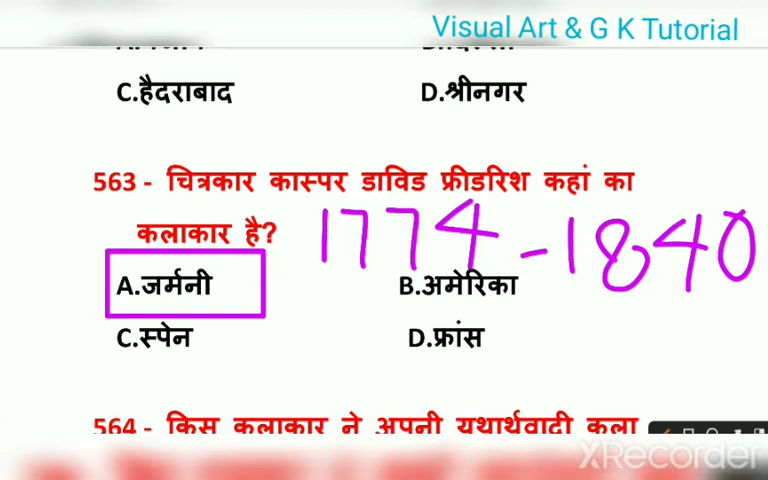 Visual Art & G K Tutorial
C.हैदराबाद D.श्रीनगर
563 - चित्रकार कास्पर डाविड फ्रीडरिश कहां का
कलाकार है? 1774 - 1840
A.जर्मनी B.अमेरिका
C.स्पेन D.फ्रांस
564 - किस कलाकार ने अपनी यथार्थवादी कला
XRecorder